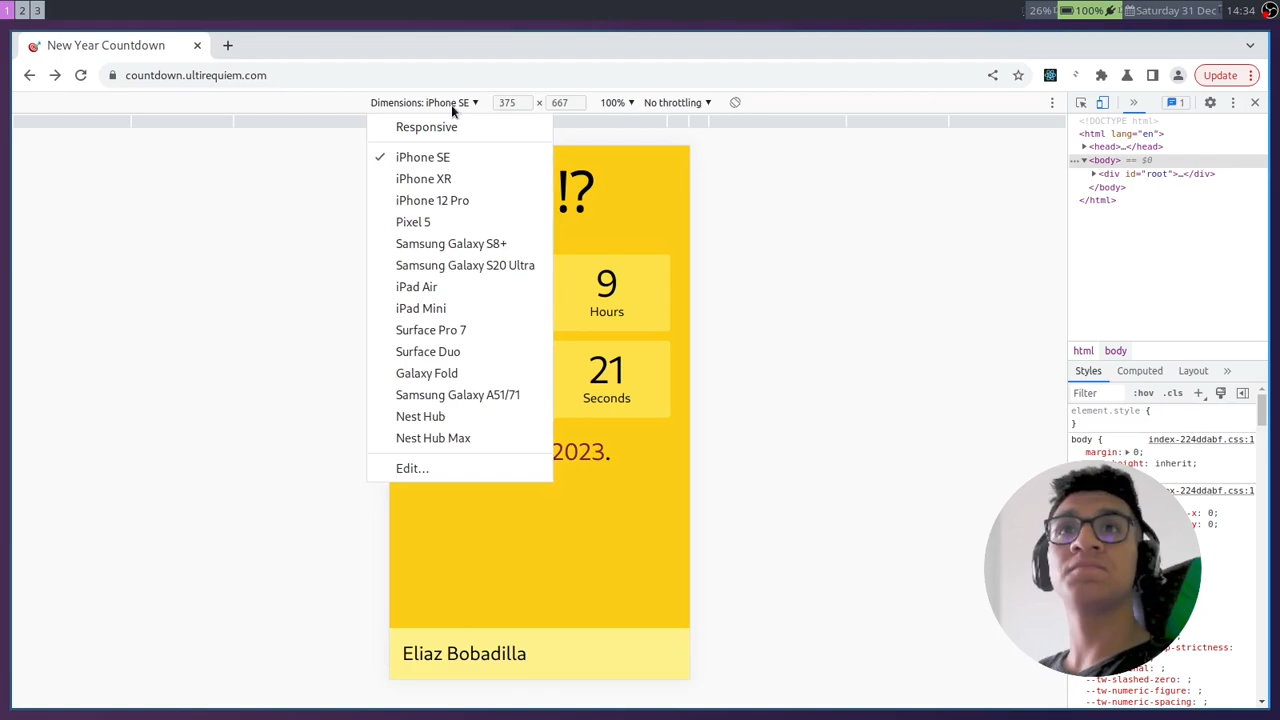 1 2 3
26% 100% Saturday 31 Dec 14:34
New Year Countdown
countdown.ultirequiem.com
Update
Dimensions: iPhone SE 375 × 667 100% No throttling
1
Responsive
iPhone SE
iPhone XR
iPhone 12 Pro
Pixel 5
Samsung Galaxy S8+
Samsung Galaxy S20 Ultra
iPad Air
iPad Mini
Surface Pro 7
Surface Duo
Galaxy Fold
Samsung Galaxy A51/71
Nest Hub
Nest Hub Max
Edit...
!?
9
Hours
21
Seconds
2023.
Eliaz Bobadilla
<!DOCTYPE html>
<html lang="en">
<head>…</head>
<body> == $0
<div id="root">…</div>
</body>
</html>
html body
Styles Computed Layout
Filter :hov .cls
element.style {
}
body { index-224ddabf.css:1
margin: 0;
inherit;
index-224ddabf.css:1
-x: 0;
y: 0;
p-strictness:
;
--tw-slashed-zero: ;
--tw-numeric-figure: ;
--tw-numeric-spacing: ;